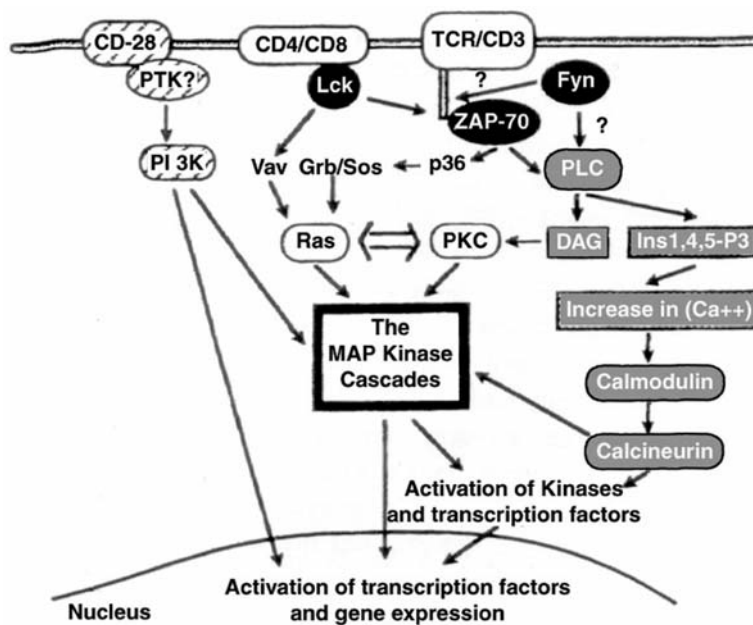 CD-28
CD4/CD8
TCR/CD3
PTK?
Lck
?
Fyn
ZAP-70
?
PI 3K
Vav
Grb/Sos
p36
PLC
Ras
PKC
DAG
Ins1,4,5-P3
The
MAP Kinase
Cascades
Increase in (Ca++)
Calmodulin
Calcineurin
Activation of Kinases
and transcription factors
Activation of transcription factors
and gene expression
Nucleus